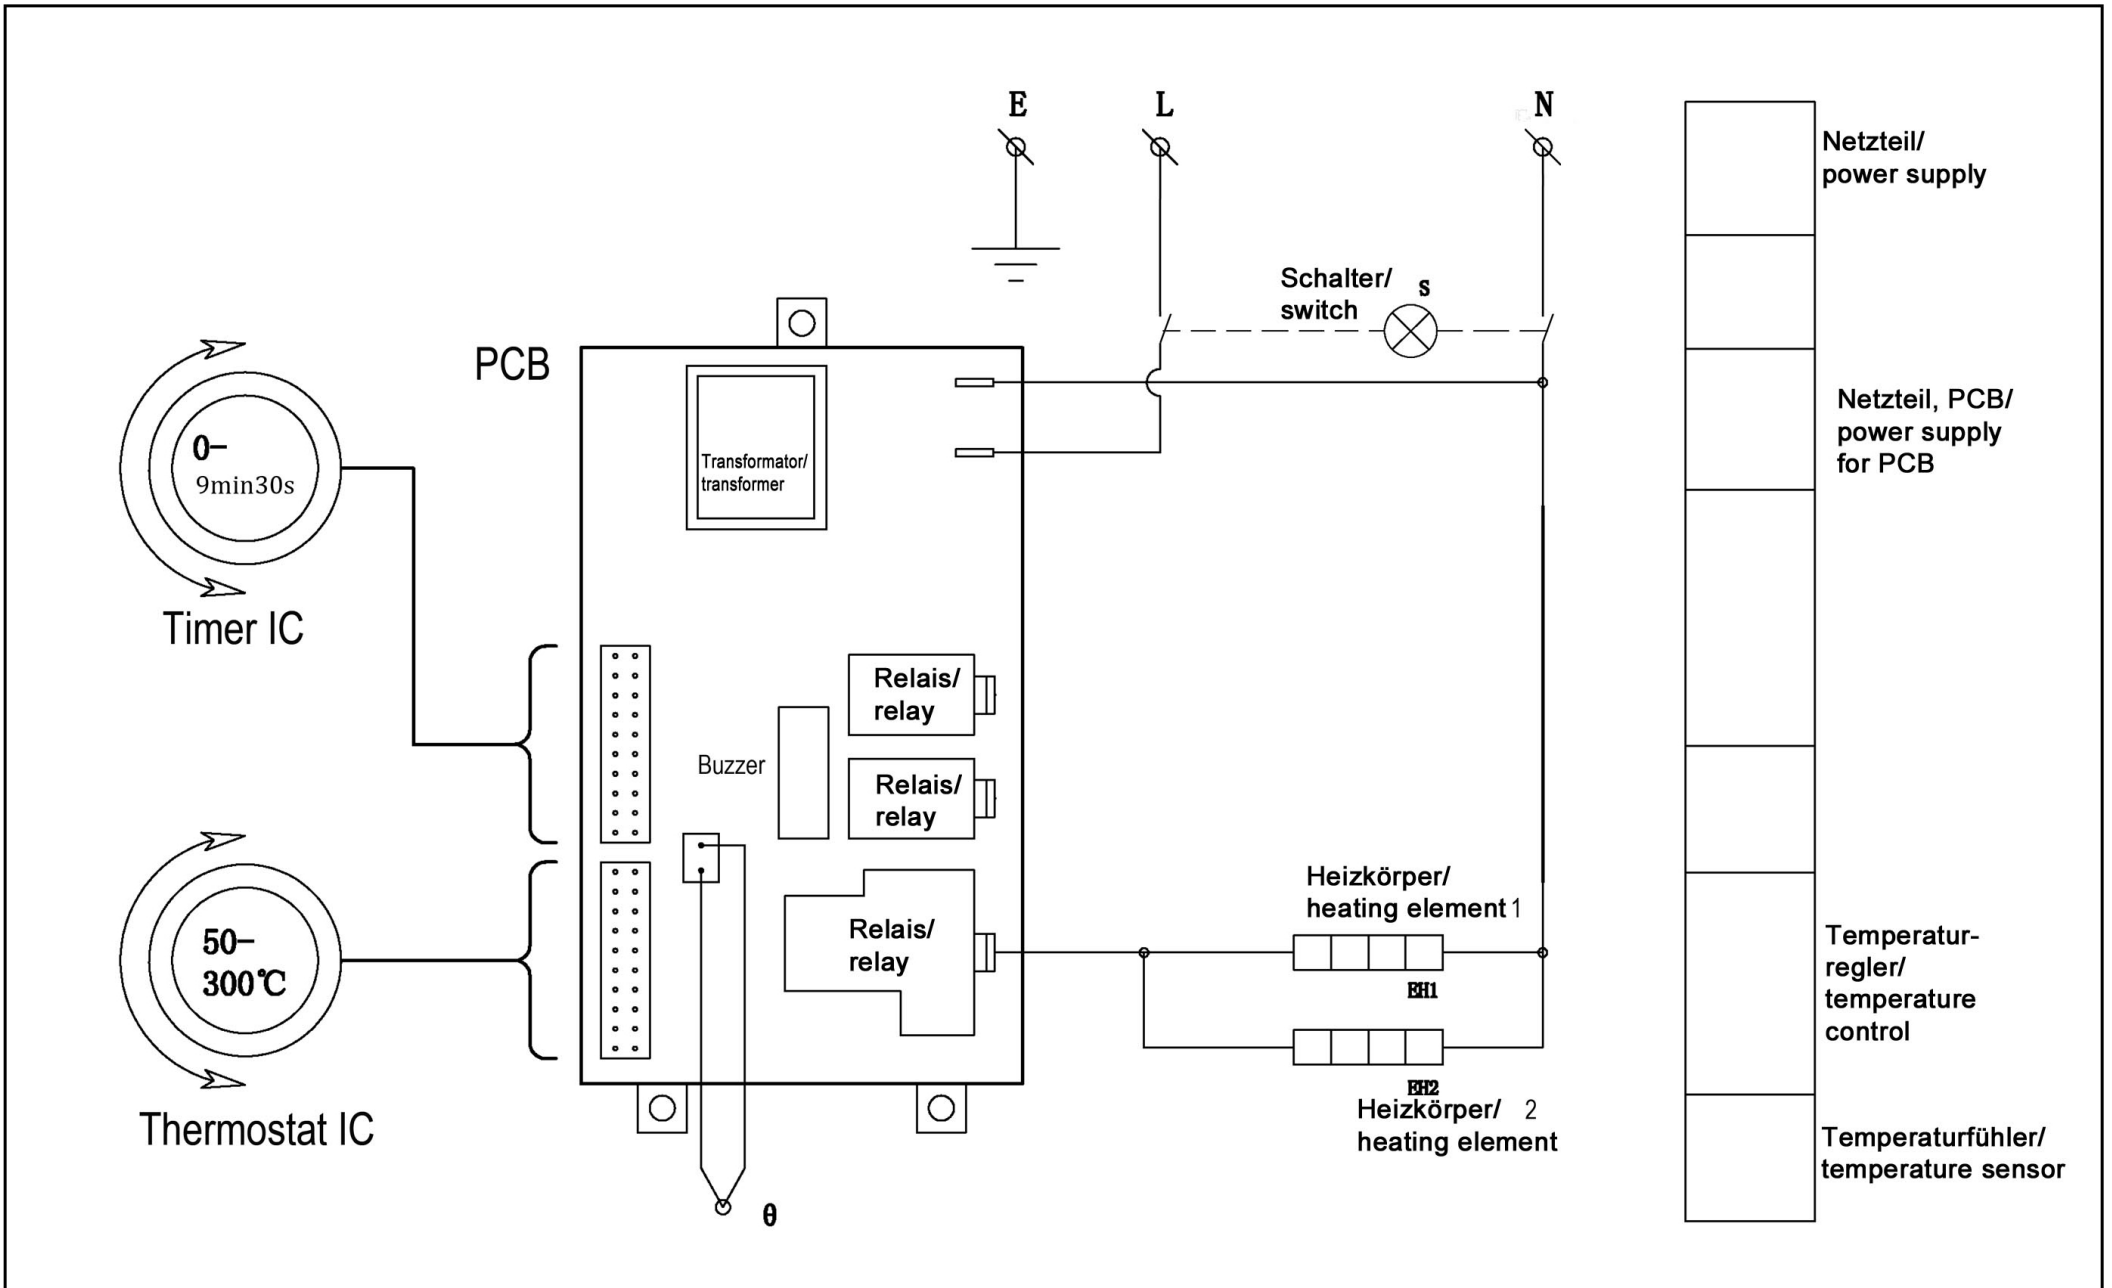 E
L
N
Netzteil/
power supply
Schalter/
switch
S
PCB
Netzteil, PCB/
power supply
for PCB
0-
9min30s
Transformator/
transformer
Timer IC
Relais/
relay
Buzzer
Relais/
relay
Heizkörper/
heating element 1
Relais/
relay
50-
300℃
EH1
Temperatur-
regler/
temperature
control
EH2
Heizkörper/ 2
heating element
Thermostat IC
Temperaturfühler/
temperature sensor
θ